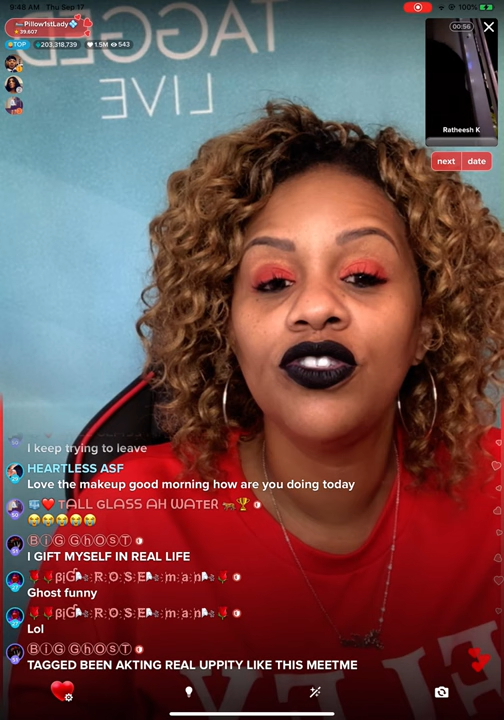 9:48 AM Thu Sep 17
100%
Pillow1stLady
39,607
TOP
203,318,739
1.5M
543
TAGGED
LIVE
00:56
Ratheesh K
next
date
I keep trying to leave
HEARTLESS ASF
Love the makeup good morning how are you doing today
TALL GLASS AH WATER
BiG GhOST
I GIFT MYSELF IN REAL LIFE
βiG R O S E m a n
Ghost funny
βiG R O S E m a n
Lol
BiG GhOST
TAGGED BEEN AKTING REAL UPPITY LIKE THIS MEETME